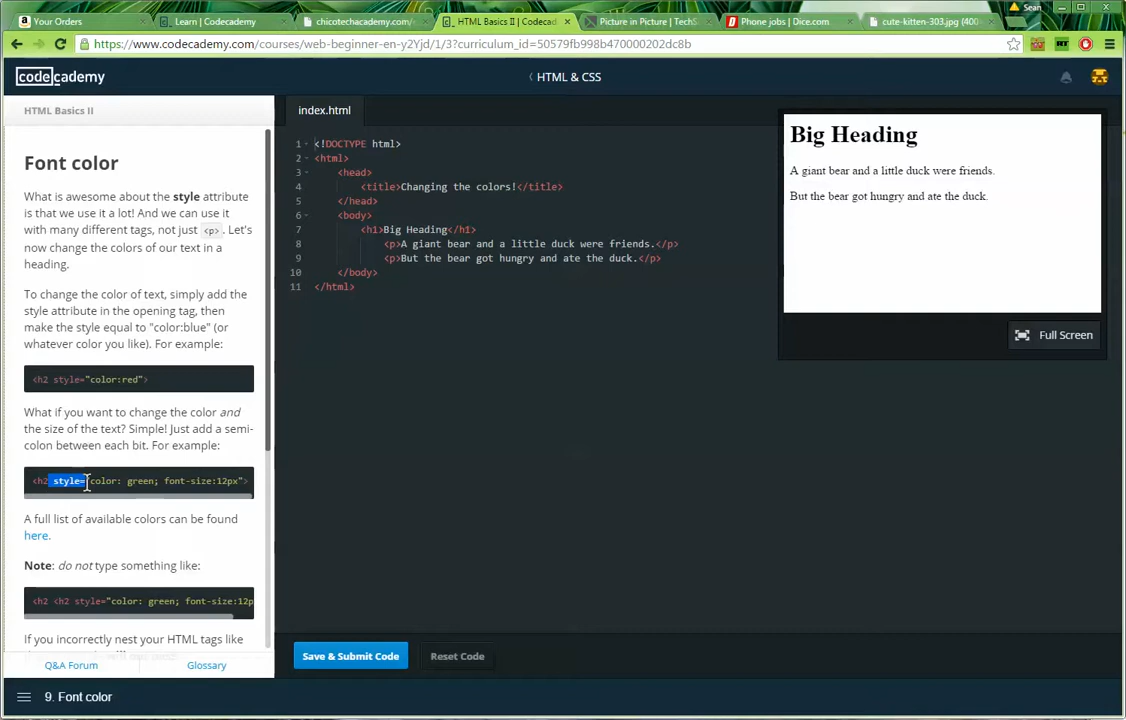 Your Orders
Learn | Codecademy
chicotechacademy.com/e
HTML Basics II | Codecad
Picture in Picture | TechS
Phone jobs | Dice.com
cute-kitten-303.jpg (400
Sean
https://www.codecademy.com/courses/web-beginner-en-y2Yjd/1/3?curriculum_id=50579fb998b470000202dc8b
codecademy
HTML & CSS
HTML Basics II
index.html
Font color
What is awesome about the style attribute
is that we use it a lot! And we can use it
with many different tags, not just <p>. Let's
now change the colors of our text in a
heading.
To change the color of text, simply add the
style attribute in the opening tag, then
make the style equal to "color:blue" (or
whatever color you like). For example:
<h2 style="color:red">
What if you want to change the color and
the size of the text? Simple! Just add a semi-
colon between each bit. For example:
<h2 style="color: green; font-size:12px">
A full list of available colors can be found
here.
Note: do not type something like:
<h2 <h2 style="color: green; font-size:12p
If you incorrectly nest your HTML tags like
Q&A Forum
Glossary
1 <!DOCTYPE html>
2 <html>
3 <head>
4 <title>Changing the colors!</title>
5 </head>
6 <body>
7 <h1>Big Heading</h1>
8 <p>A giant bear and a little duck were friends.</p>
9 <p>But the bear got hungry and ate the duck.</p>
10 </body>
11 </html>
Big Heading
A giant bear and a little duck were friends.
But the bear got hungry and ate the duck.
Full Screen
Save & Submit Code
Reset Code
9. Font color